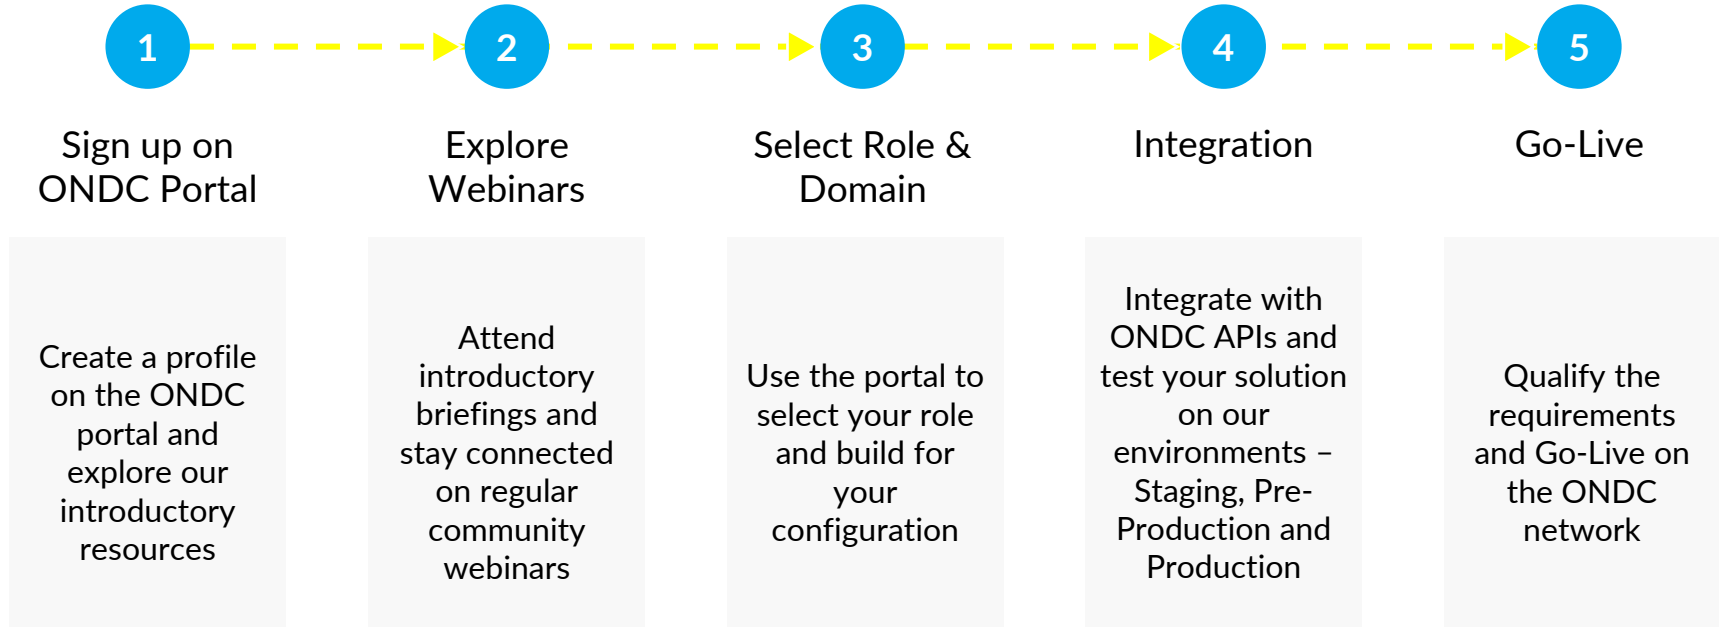 1
2
3
4
5
Sign up on
ONDC Portal
Explore
Webinars
Select Role &
Domain
Integration
Go-Live
Create a profile
on the ONDC
portal and
explore our
introductory
resources
Attend
introductory
briefings and
stay connected
on regular
community
webinars
Use the portal to
select your role
and build for
your
configuration
Integrate with
ONDC APIs and
test your solution
on our
environments –
Staging, Pre-
Production and
Production
Qualify the
requirements
and Go-Live on
the ONDC
network